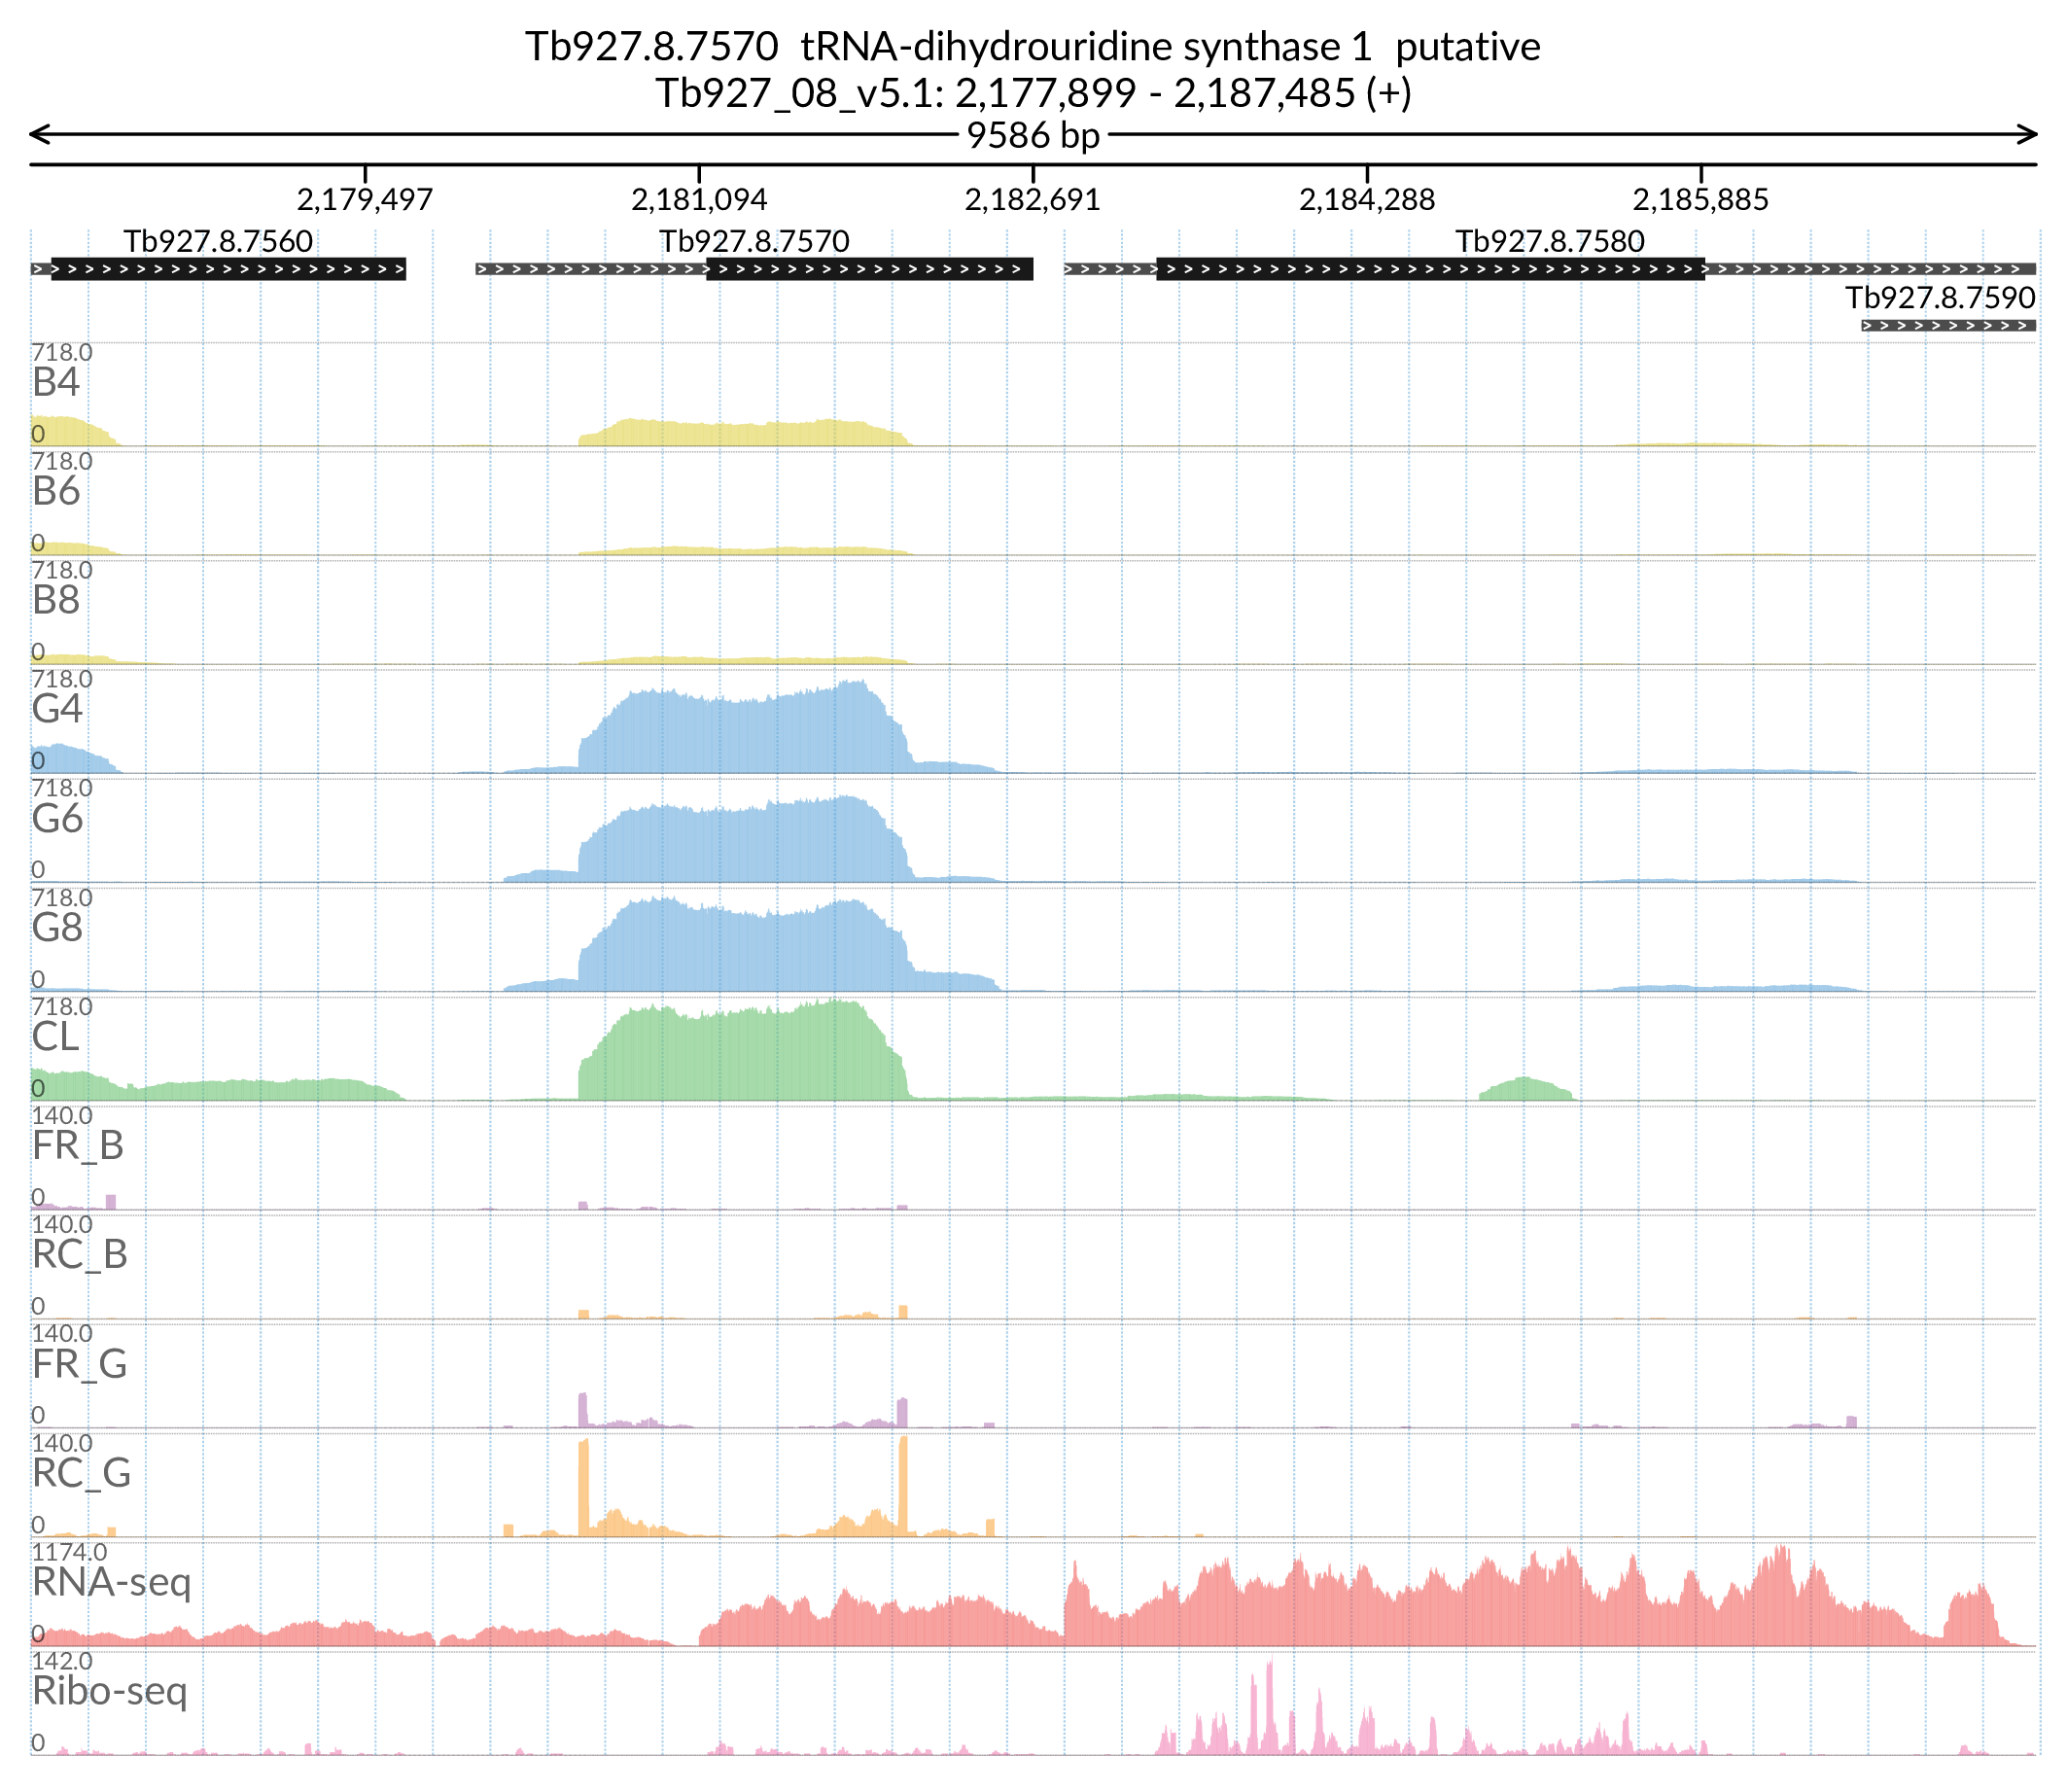 Tb927.8.7570  tRNA-dihydrouridine synthase 1  putative
Tb927_08_v5.1: 2,177,899 - 2,187,485 (+)
9586 bp
2,179,497 2,181,094 2,182,691 2,184,288 2,185,885
Tb927.8.7560 Tb927.8.7570 Tb927.8.7580
Tb927.8.7590
718.0
B4
0
718.0
B6
0
718.0
B8
0
718.0
G4
0
718.0
G6
0
718.0
G8
0
718.0
CL
0
140.0
FR_B
0
140.0
RC_B
0
140.0
FR_G
0
140.0
RC_G
0
1174.0
RNA-seq
0
142.0
Ribo-seq
0